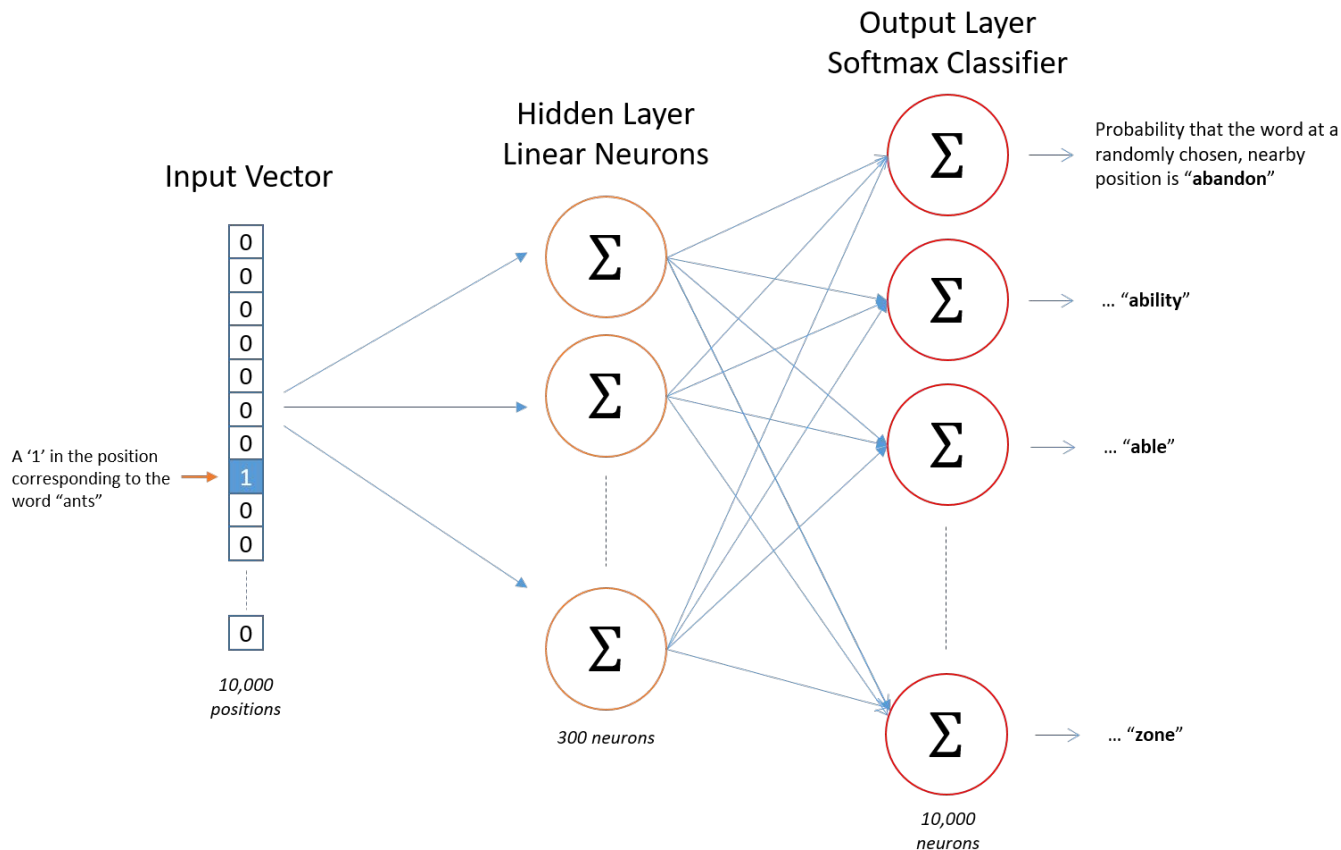 Output Layer
Softmax Classifier
Hidden Layer
Linear Neurons
Input Vector
0
0
0
0
0
0
0
1
0
0
0
A ‘1’ in the position
corresponding to the
word “ants”
10,000
positions
Σ
Σ
Σ
300 neurons
Σ
Σ
Σ
Σ
10,000
neurons
Probability that the word at a
randomly chosen, nearby
position is “abandon”
... “ability”
... “able”
... “zone”